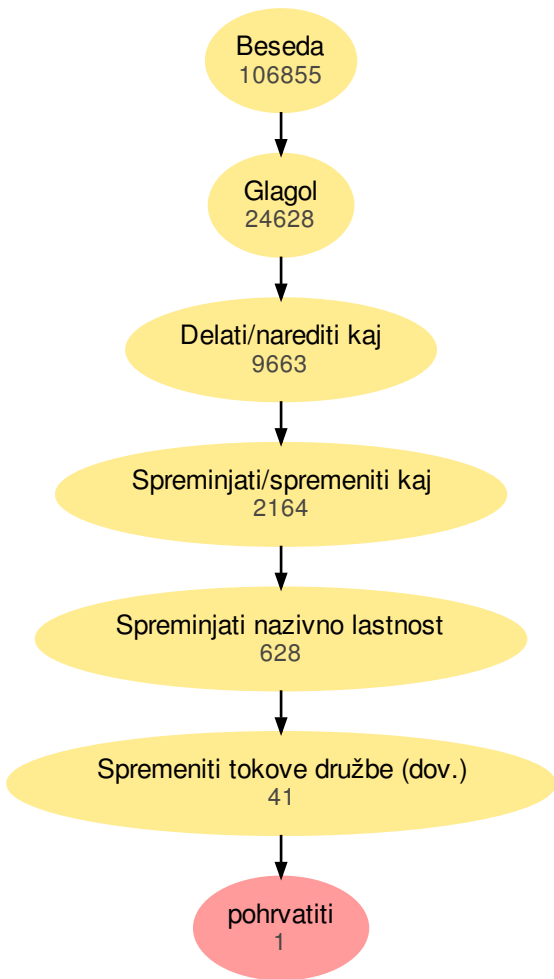 Beseda
106855
Glagol
24628
Delati/narediti kaj
9663
Spreminjati/spremeniti kaj
2164
Spreminjati nazivno lastnost
628
Spremeniti tokove družbe (dov.)
41
pohrvatiti
1